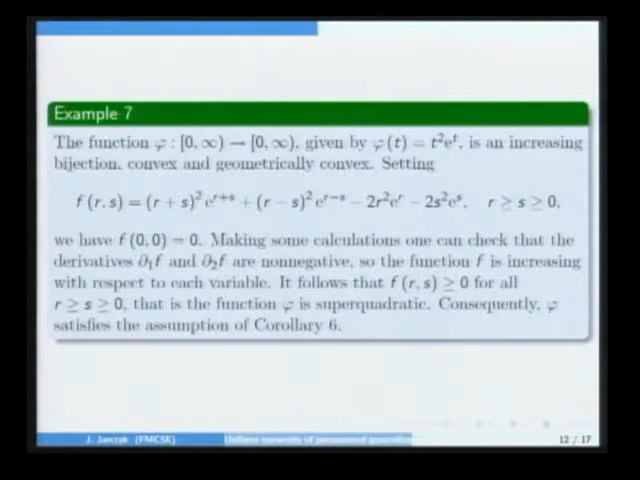 Example 7
The function φ : [0, ∞) → [0, ∞), given by φ(t) = t²eᵗ, is an increasing
bijection, convex and geometrically convex. Setting
f (r, s) = (r + s)² eʳ⁺ˢ + (r − s)² eʳ⁻ˢ − 2r²eʳ − 2s²eˢ, r ≥ s ≥ 0,
we have f (0, 0) = 0. Making some calculations one can check that the
derivatives ∂₁f and ∂₂f are nonnegative, so the function f is increasing
with respect to each variable. It follows that f (r, s) ≥ 0 for all
r ≥ s ≥ 0, that is the function φ is superquadratic. Consequently, φ
satisfies the assumption of Corollary 6.
J. Jarczyk (FMCSE)
12 / 17